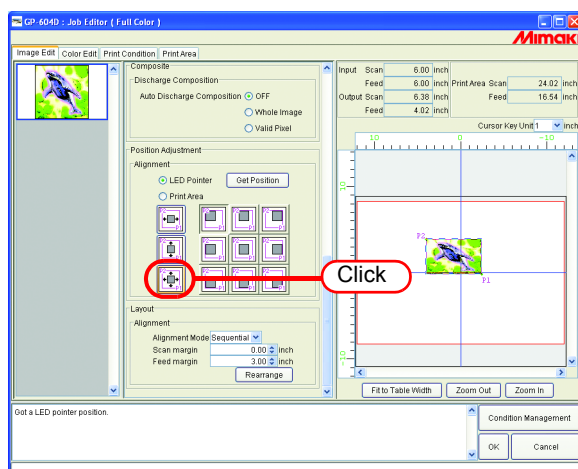 GP-604D : Job Editor ( Full Color )
Mimaki
Image Edit Color Edit Print Condition Print Area
Composite
Discharge Composition
Auto Discharge Composition OFF
Whole Image
Valid Pixel
Position Adjustment
Alignment
LED Pointer Get Position
Print Area
P2 P1
Click
Layout
Alignment
Alignment Mode Sequential
Scan margin 0.00 inch
Feed margin 3.00 inch
Rearrange
Input Scan 6.00 inch
Feed 6.00 inch Print Area Scan 24.02 inch
Output Scan 6.38 inch Feed 16.54 inch
Feed 4.02 inch
Cursor Key Unit 1 inch
10 0 -10
10
0
-10
P2
P1
Fit to Table Width Zoom Out Zoom In
Got a LED pointer position.
Condition Management
OK Cancel